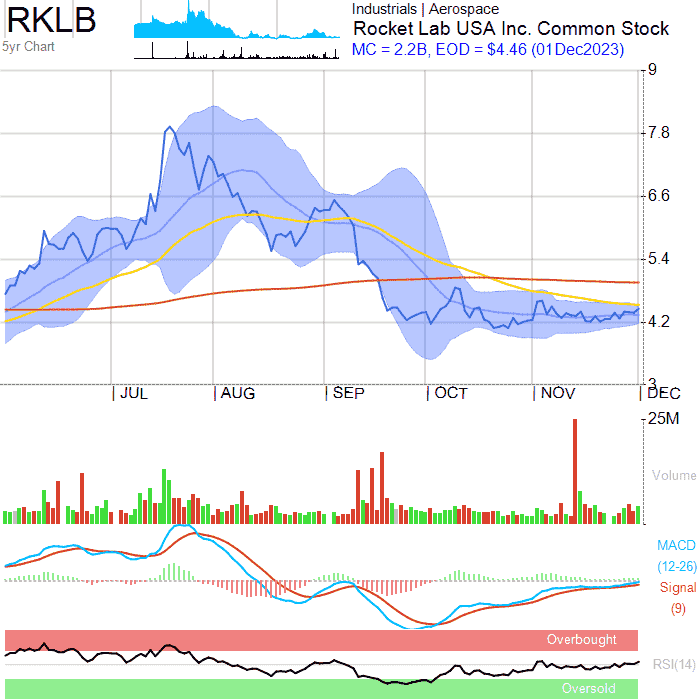 RKLB
5yr Chart
Industrials | Aerospace
Rocket Lab USA Inc. Common Stock
MC = 2.2B, EOD = $4.46 (01Dec2023)
9
7.8
6.6
5.4
4.2
3
JUL
AUG
SEP
OCT
NOV
DEC
25M
Volume
MACD
(12-26)
Signal
(9)
Overbought
RSI(14)
Oversold